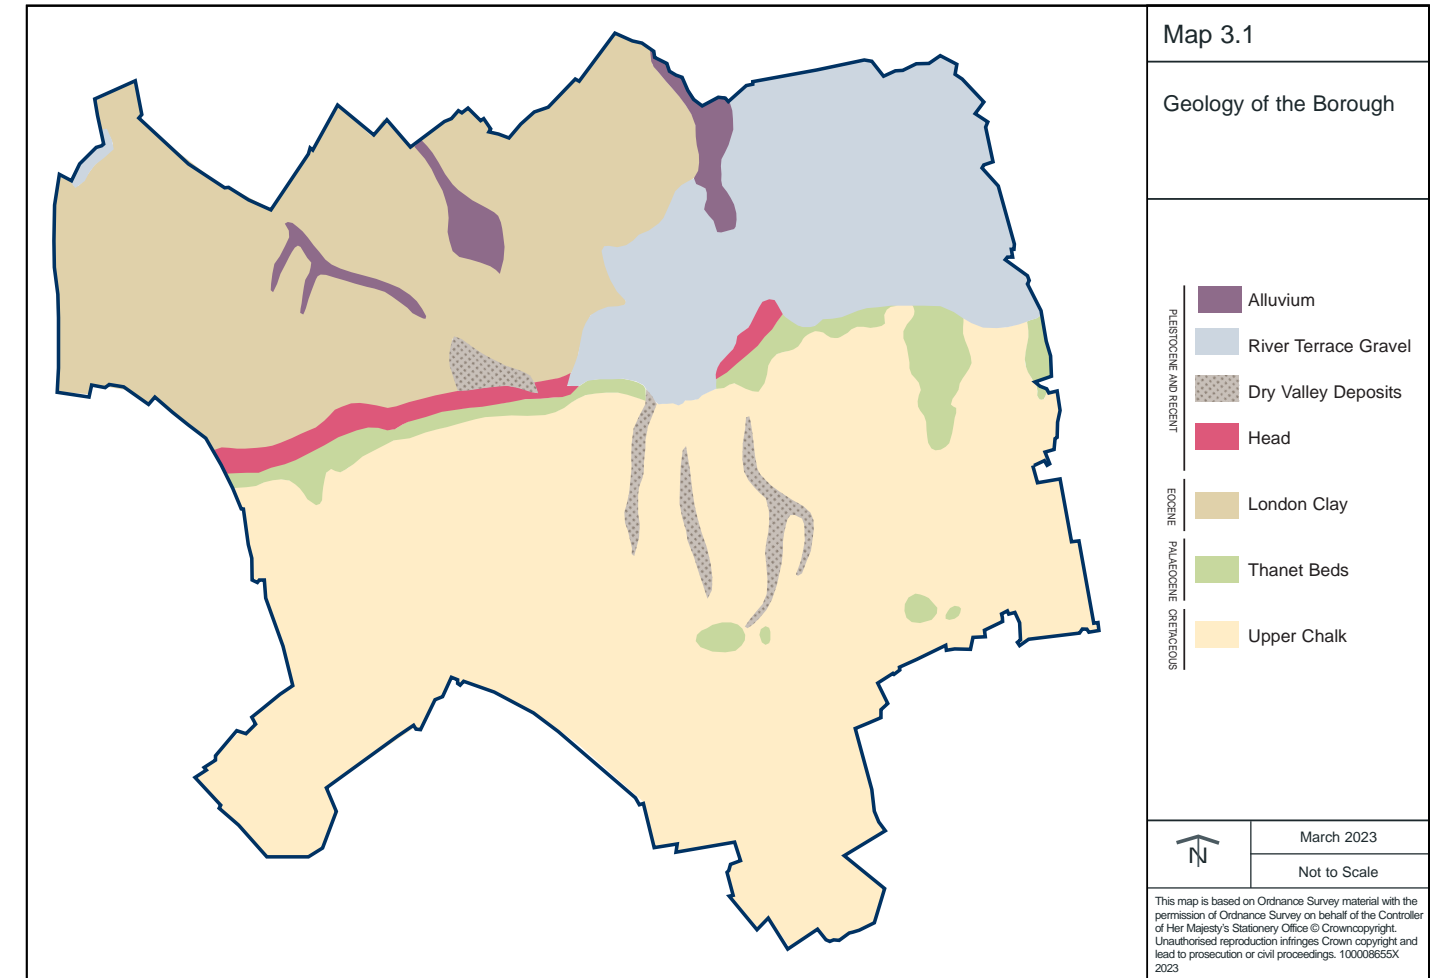 Map 3.1
Geology of the Borough
PLEISTOCENE AND RECENT
Alluvium
River Terrace Gravel
Dry Valley Deposits
Head
EOCENE
London Clay
PALAEOCENE
Thanet Beds
CRETACEOUS
Upper Chalk
N
March 2023
Not to Scale
This map is based on Ordnance Survey material with the
permission of Ordnance Survey on behalf of the Controller
of Her Majesty's Stationery Office © Crowncopyright.
Unauthorised reproduction infringes Crown copyright and
lead to prosecution or civil proceedings. 100008655X
2023